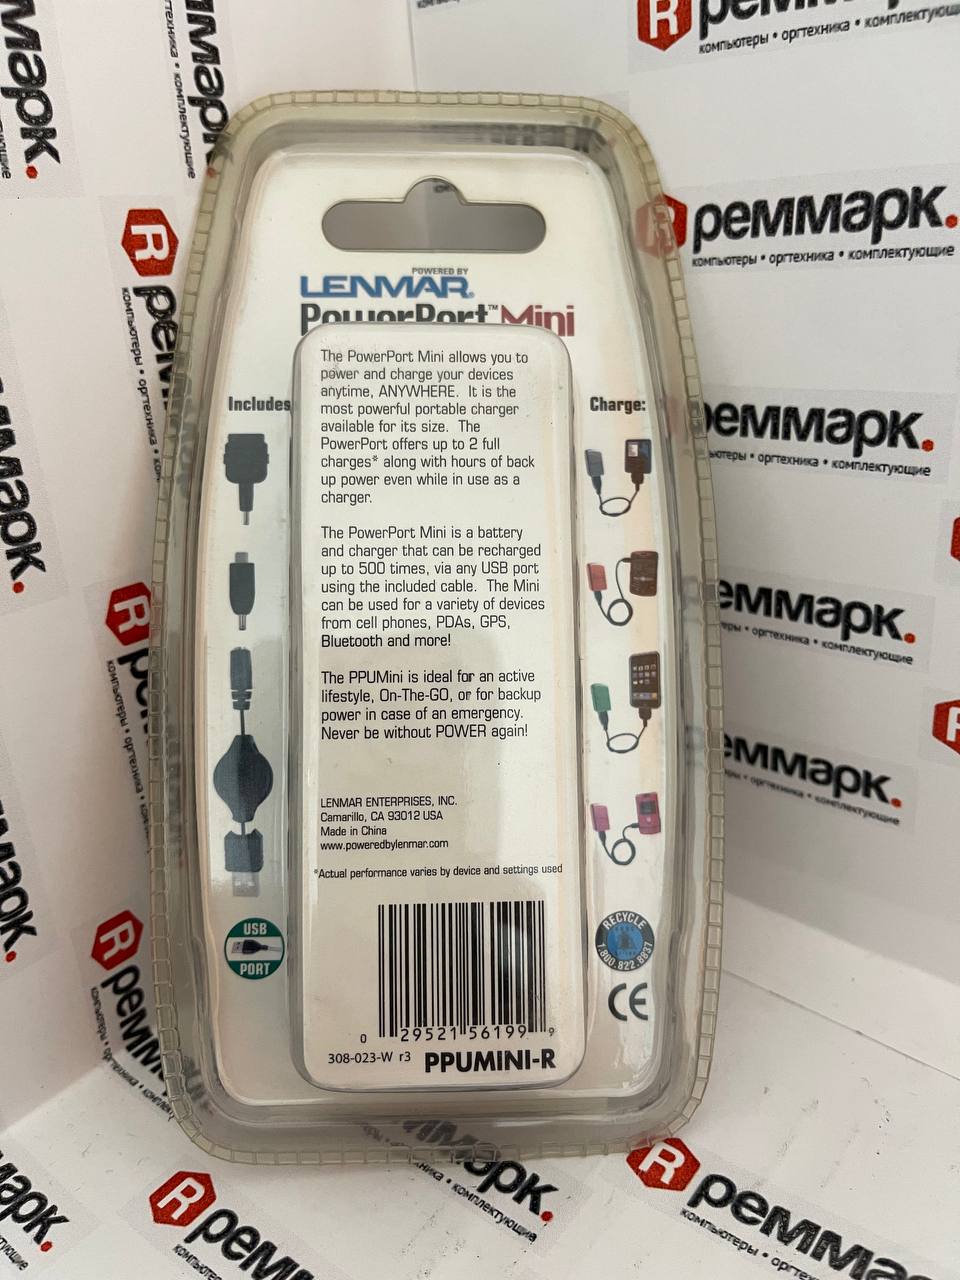 POWERED BY
LENMAR®
PowerPort™Mini
Includes
Charge:
The PowerPort Mini allows you to
power and charge your devices
anytime, ANYWHERE. It is the
most powerful portable charger
available for its size. The
PowerPort offers up to 2 full
charges* along with hours of back
up power even while in use as a
charger.
The PowerPort Mini is a battery
and charger that can be recharged
up to 500 times, via any USB port
using the included cable. The Mini
can be used for a variety of devices
from cell phones, PDAs, GPS,
Bluetooth and more!
The PPUMini is ideal for an active
lifestyle, On-The-GO, or for backup
power in case of an emergency.
Never be without POWER again!
LENMAR ENTERPRISES, INC.
Camarillo, CA 93012 USA
Made in China
www.poweredbylenmar.com
*Actual performance varies by device and settings used
USB
PORT
RECYCLE
1.800.822.8837
CE
0 29521 56199 9
308-023-W r3
PPUMINI-R
R реммарк.
компьютеры • оргтехника • комплектующие
R реммарк.
компьютеры • оргтехника • комплектующие
реммарк.
компьютеры • оргтехника • комплектующие
реммарк.
• оргтехника • комплектующие
реммарк.
• оргтехника • комплектующие
R реммарк.
компьютеры • оргтехника
R реммарк.